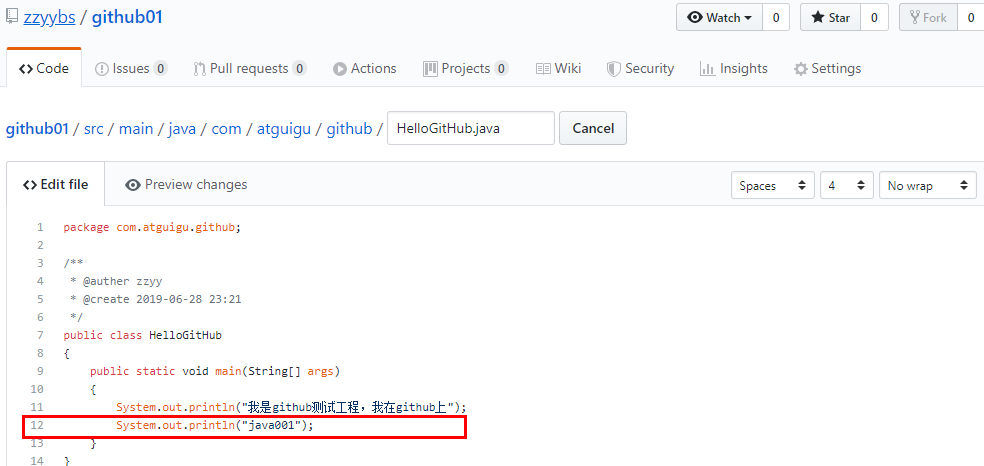 zzyybs / github01
Watch 0 Star 0 Fork 0
Code Issues 0 Pull requests 0 Actions Projects 0 Wiki Security Insights Settings
github01 / src / main / java / com / atguigu / github / HelloGitHub.java Cancel
Edit file Preview changes Spaces 4 No wrap
1 package com.atguigu.github;
2
3 /**
4 * @auther zzyy
5 * @create 2019-06-28 23:21
6 */
7 public class HelloGitHub
8 {
9 public static void main(String[] args)
10 {
11 System.out.println("我是github测试工程，我在github上");
12 System.out.println("java001");
13 }
14 }